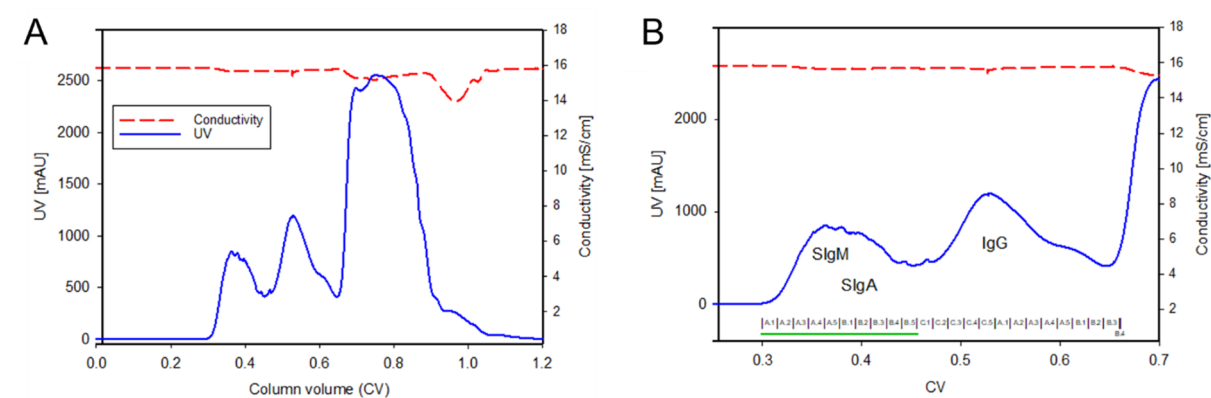 A
B
18
16
14
12
10
8
6
4
2
2500
2000
1500
1000
500
0
UV [mAU]
Conductivity [mS/cm]
Conductivity
UV
0.0
0.2
0.4
0.6
0.8
1.0
1.2
Column volume (CV)
18
16
14
12
10
8
6
4
2
2000
1000
0
UV [mAU]
Conductivity [mS/cm]
SIgM
SIgA
IgG
A.1 A.2 A.3 A.4 A.5 B.1 B.2 B.3 B.4 B.5 C.1 C.2 C.3 C.4 C.5 A.1 A.2 A.3 A.4 A.5 B.1 B.2 B.3
B.4
0.3
0.4
0.5
0.6
0.7
CV